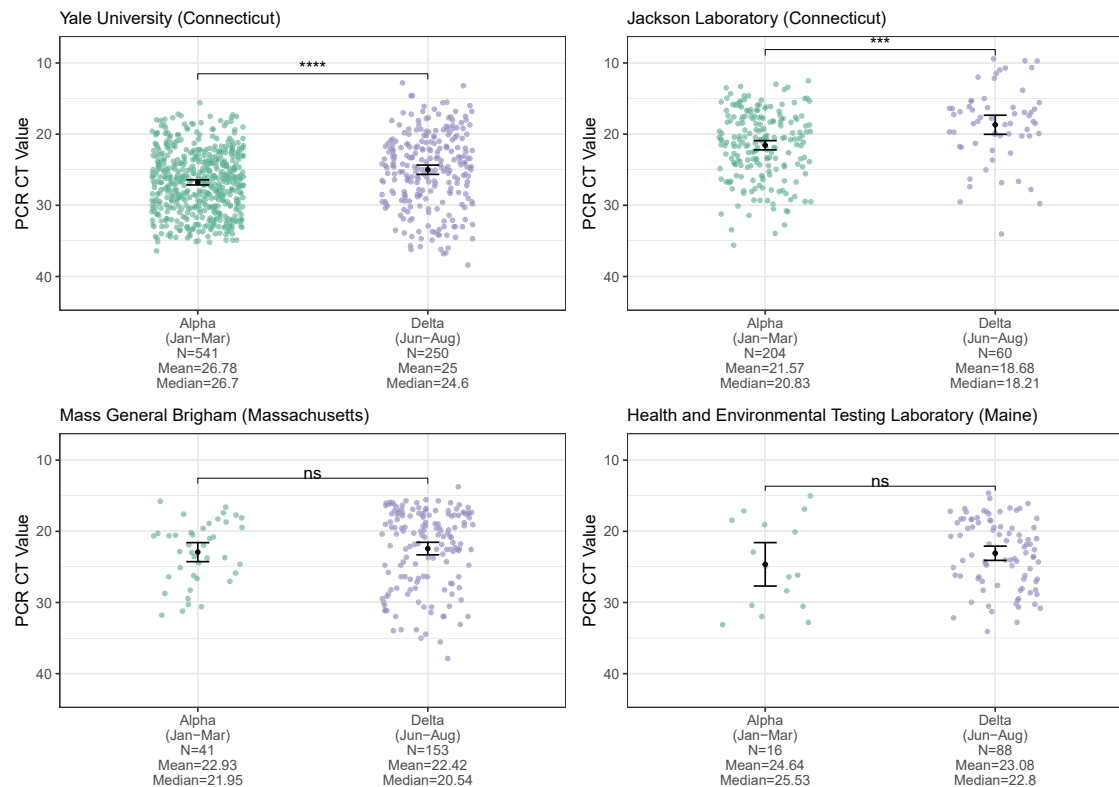 Yale University (Connecticut)
PCR CT Value
10
20
30
40
****
Alpha
(Jan−Mar)
N=541
Mean=26.78
Median=26.7
Delta
(Jun−Aug)
N=250
Mean=25
Median=24.6
Jackson Laboratory (Connecticut)
PCR CT Value
10
20
30
40
***
Alpha
(Jan−Mar)
N=204
Mean=21.57
Median=20.83
Delta
(Jun−Aug)
N=60
Mean=18.68
Median=18.21
Mass General Brigham (Massachusetts)
PCR CT Value
10
20
30
40
ns
Alpha
(Jan−Mar)
N=41
Mean=22.93
Median=21.95
Delta
(Jun−Aug)
N=153
Mean=22.42
Median=20.54
Health and Environmental Testing Laboratory (Maine)
PCR CT Value
10
20
30
40
ns
Alpha
(Jan−Mar)
N=16
Mean=24.64
Median=25.53
Delta
(Jun−Aug)
N=88
Mean=23.08
Median=22.8